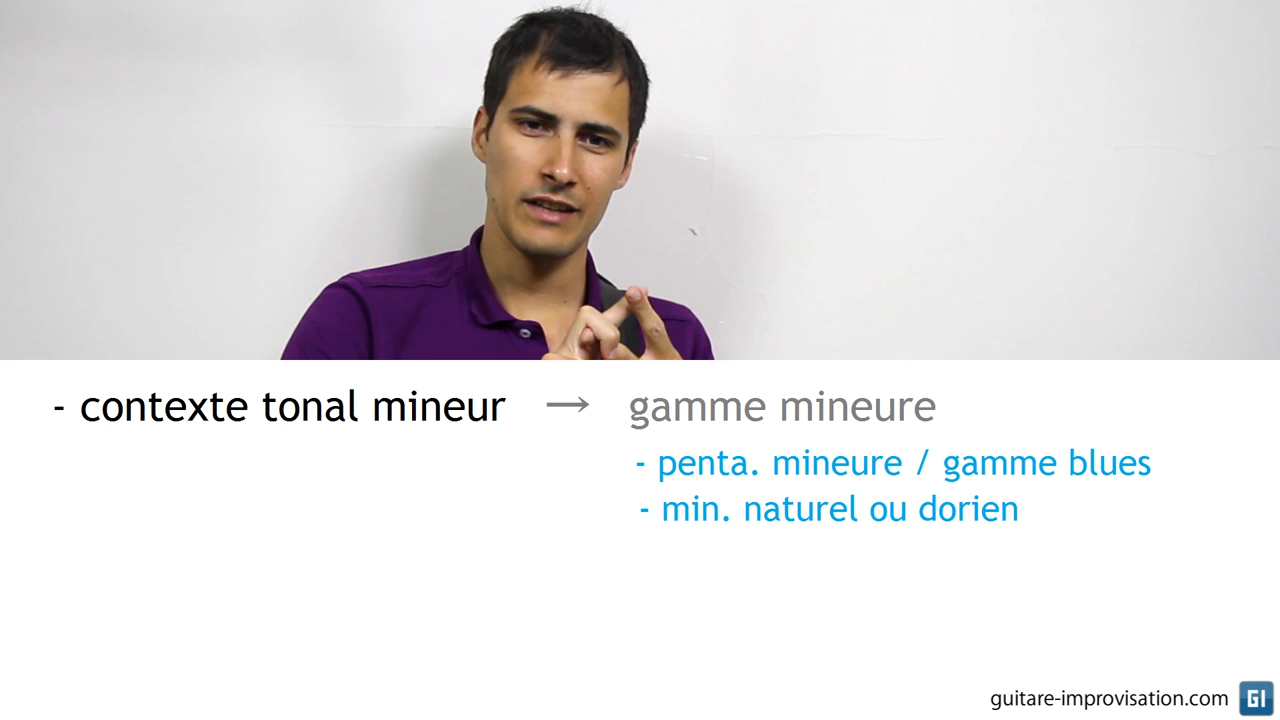 - contexte tonal mineur → gamme mineure
- penta. mineure / gamme blues
- min. naturel ou dorien
guitare-improvisation.com GI